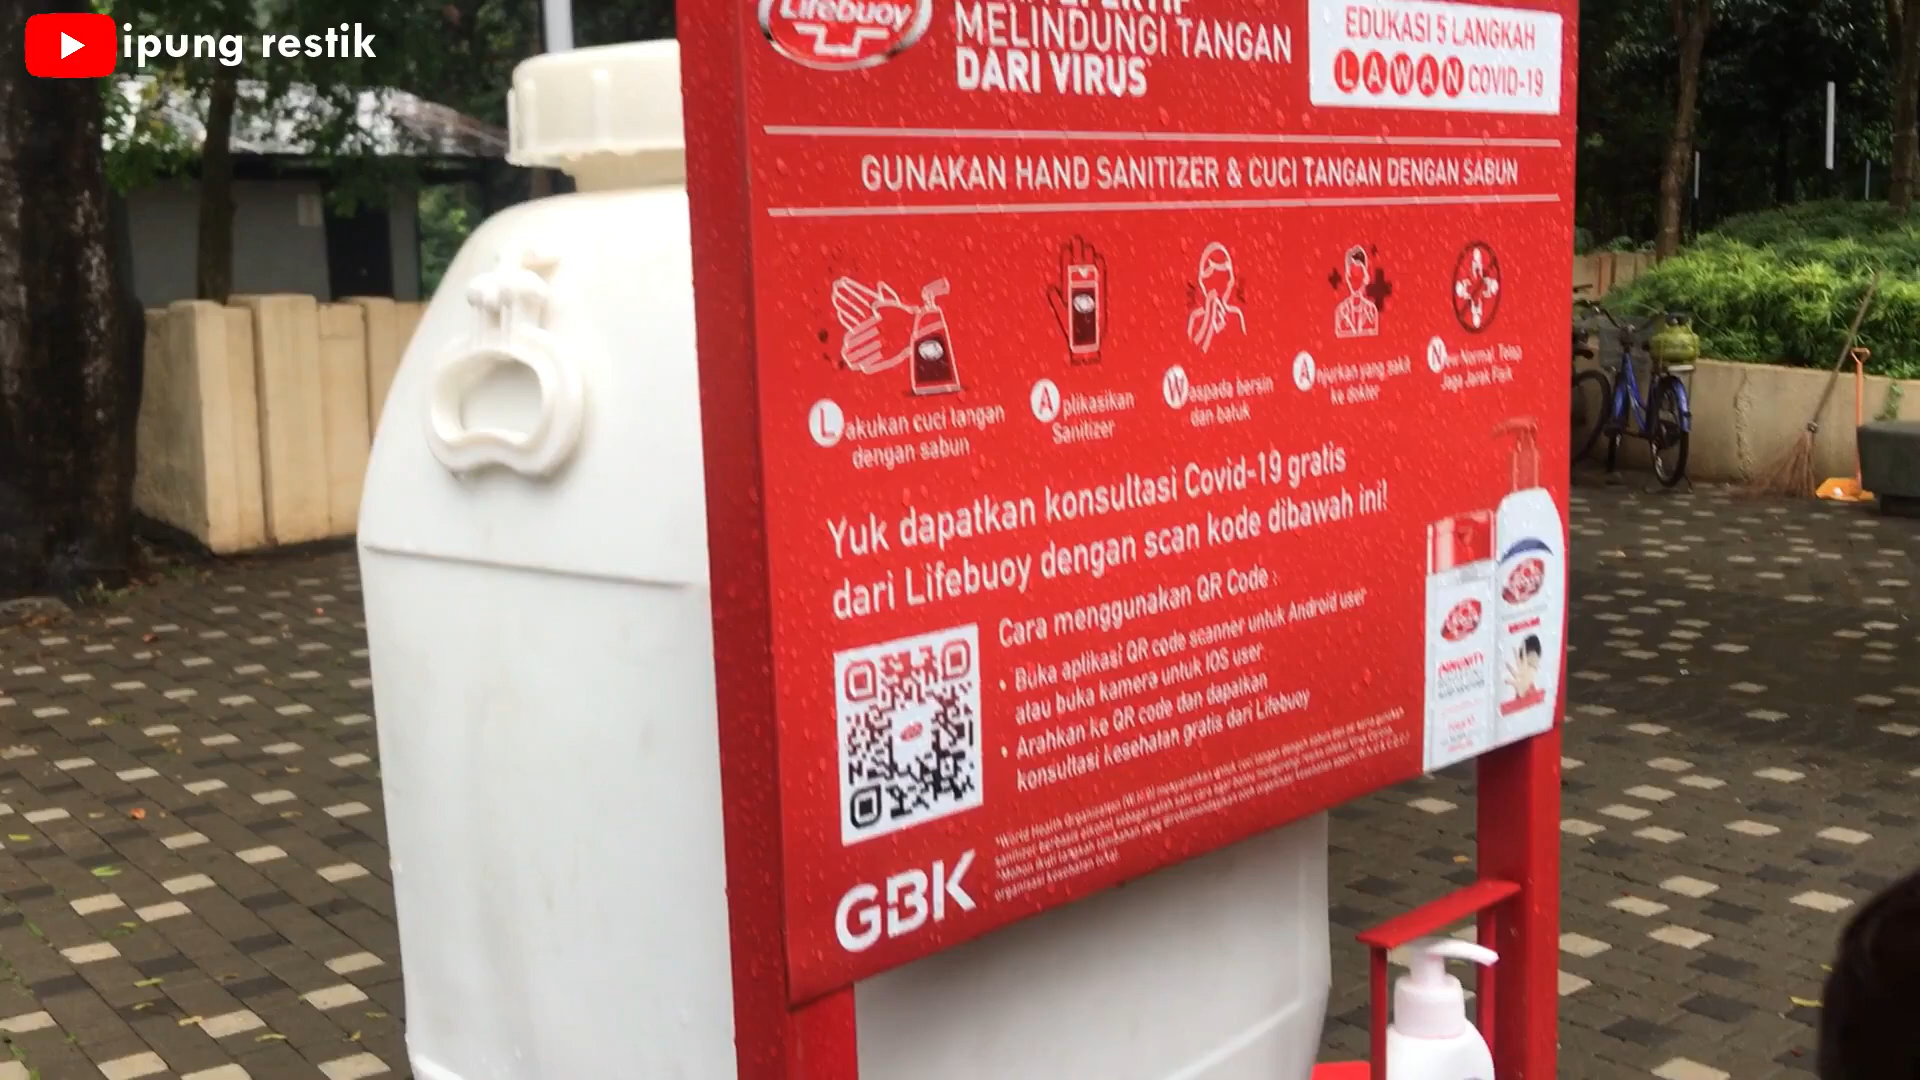 ipung restik
Lifebuoy
MELINDUNGI TANGAN
DARI VIRUS
EDUKASI 5 LANGKAH
LAWAN COVID-19
GUNAKAN HAND SANITIZER & CUCI TANGAN DENGAN SABUN
Lakukan cuci tangan
dengan sabun
Aplikasikan
Sanitizer
Waspada bersin
dan batuk
Anjurkan yang sakit
ke dokter
New Normal, Tetap
Jaga Jarak Fisik
Yuk dapatkan konsultasi Covid-19 gratis
dari Lifebuoy dengan scan kode dibawah ini!
Cara menggunakan QR Code :
• Buka aplikasi QR code scanner untuk Android user
atau buka kamera untuk IOS user
• Arahkan ke QR code dan dapatkan
konsultasi kesehatan gratis dari Lifebuoy
GBK